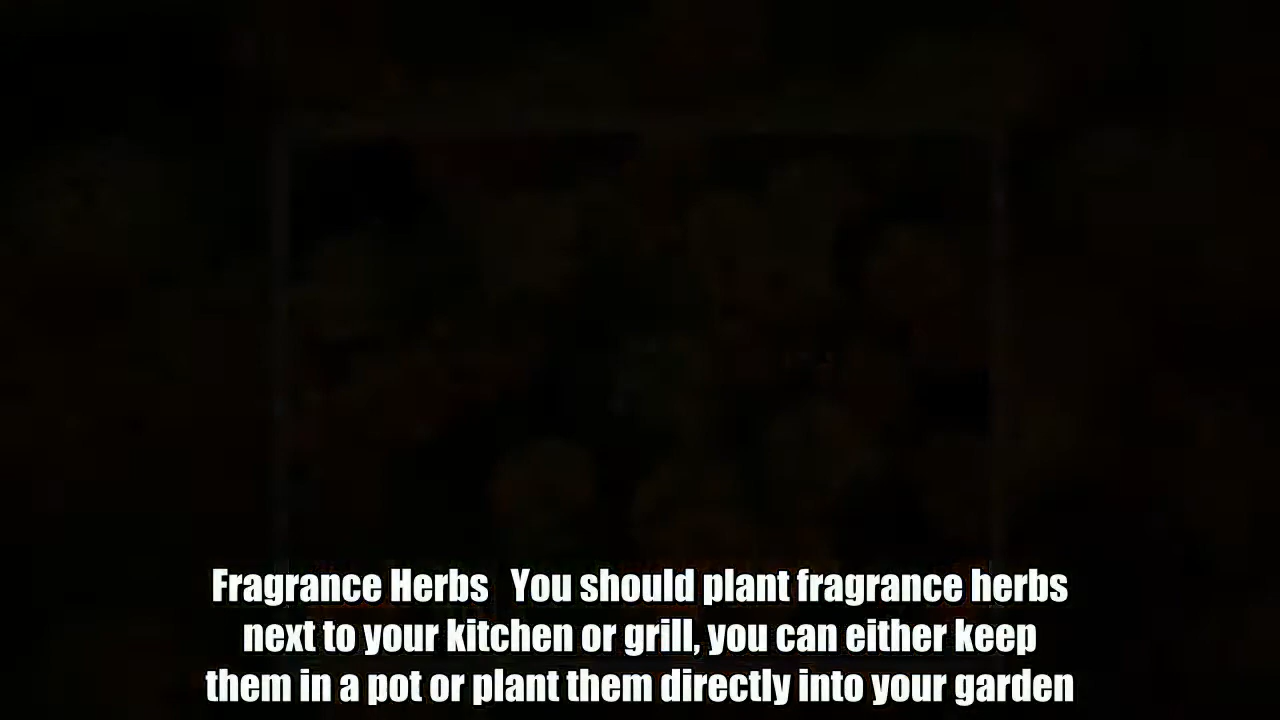 Fragrance Herbs   You should plant fragrance herbs
next to your kitchen or grill, you can either keep
them in a pot or plant them directly into your garden